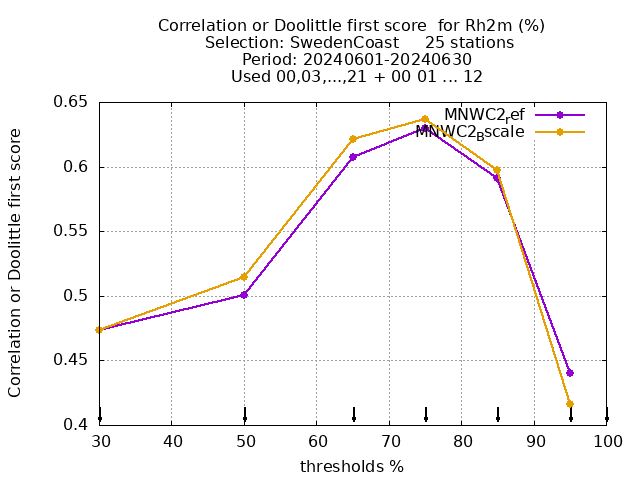 Correlation or Doolittle first score  for Rh2m (%)
Selection: SwedenCoast     25 stations
Period: 20240601-20240630
Used 00,03,...,21 + 00 01 ... 12
MNWC2ref
MNWC2Bscale
Correlation or Doolittle first score
0.65
0.6
0.55
0.5
0.45
0.4
30 40 50 60 70 80 90 100
thresholds %